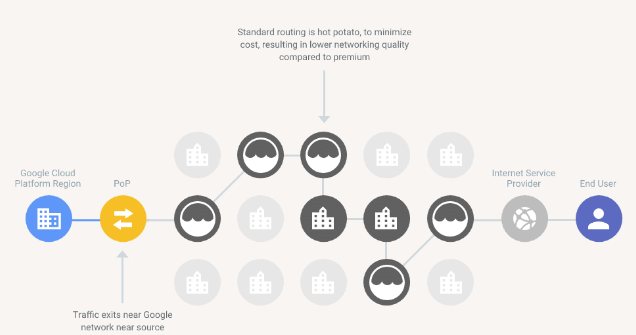 Standard routing is hot potato, to minimize
cost, resulting in lower networking quality
compared to premium
Google Cloud
Platform Region
PoP
Internet Service
Provider
End User
Traffic exits near Google
network near source